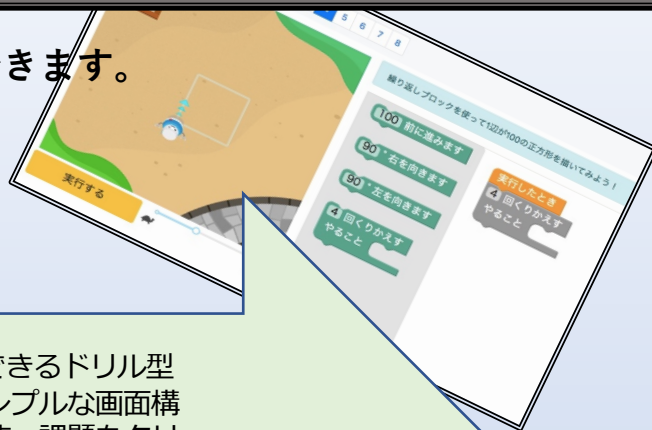 きます。
5 6 7 8
繰り返しブロックを使って1辺が100の正方形を描いてみよう！
100 前に進みます
90 °右を向きます
90 °左を向きます
4 回くりかえす
やること
実行したとき
4 回くりかえす
やること
実行する
できるドリル型
ンプルな画面構